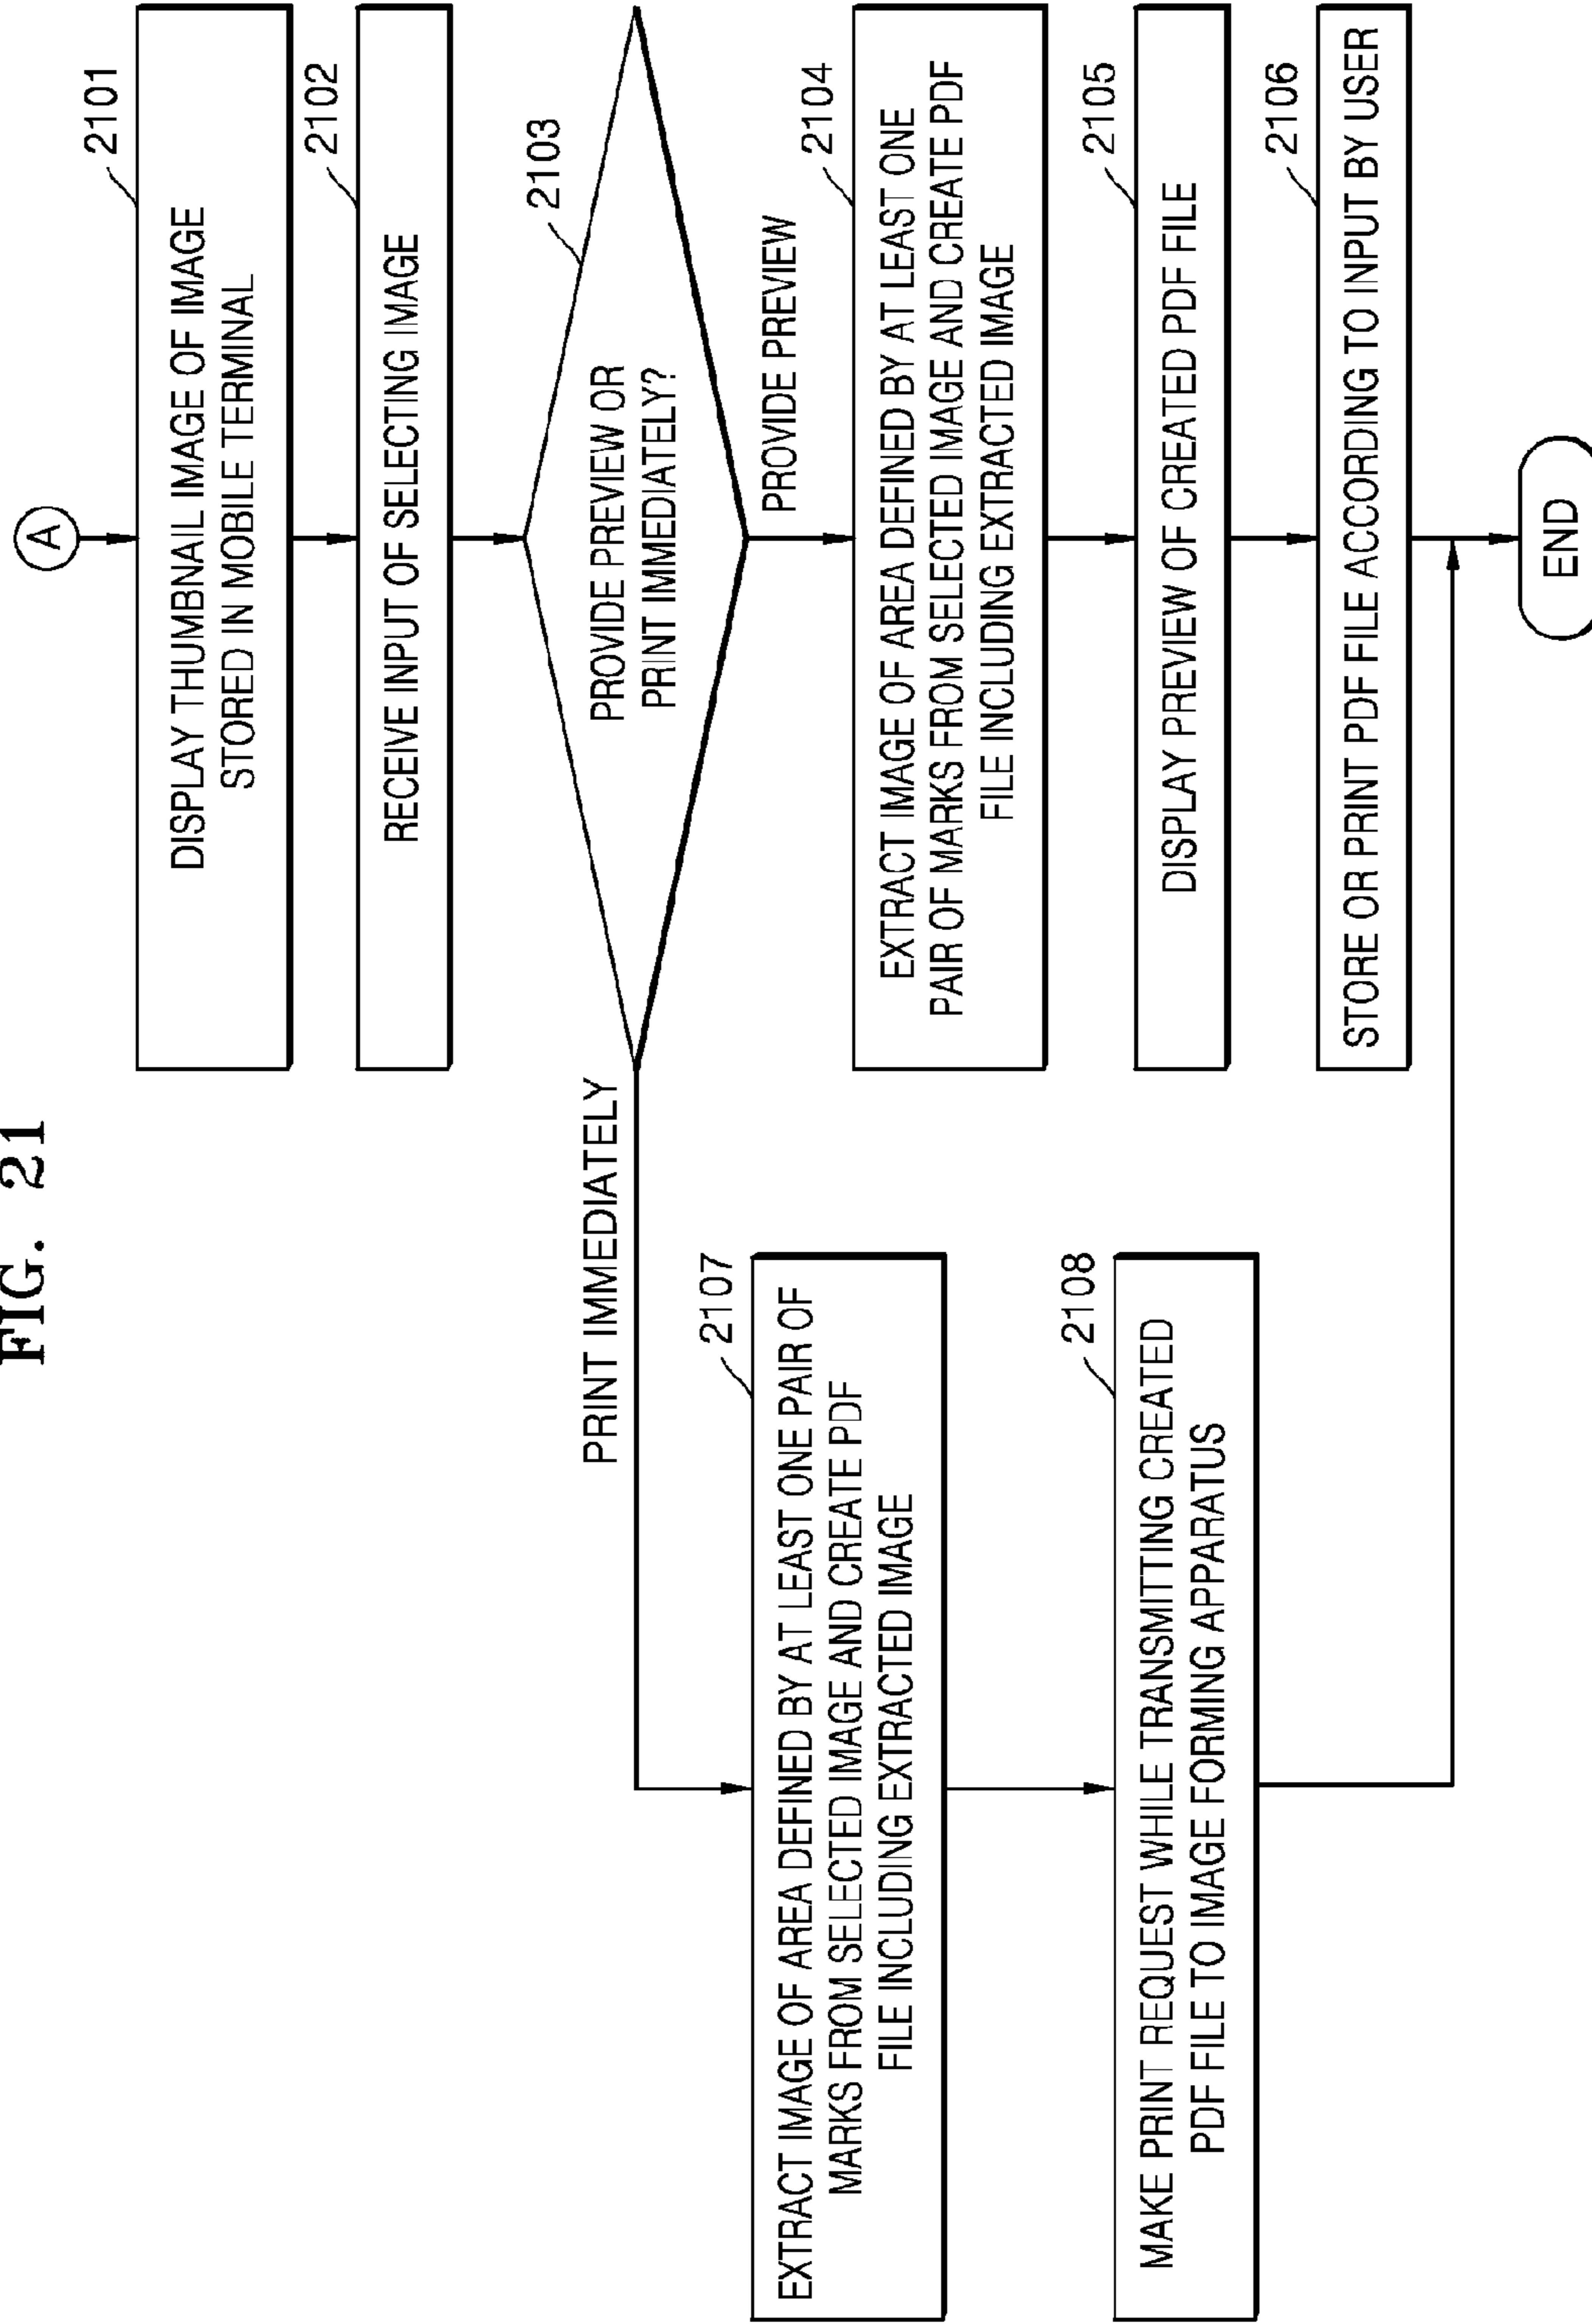 FIG. 21
A
2101
DISPLAY THUMBNAIL IMAGE OF IMAGE
STORED IN MOBILE TERMINAL
2102
RECEIVE INPUT OF SELECTING IMAGE
2103
PROVIDE PREVIEW OR
PRINT IMMEDIATELY?
PRINT IMMEDIATELY
PROVIDE PREVIEW
2104
EXTRACT IMAGE OF AREA DEFINED BY AT LEAST ONE
PAIR OF MARKS FROM SELECTED IMAGE AND CREATE PDF
FILE INCLUDING EXTRACTED IMAGE
2105
DISPLAY PREVIEW OF CREATED PDF FILE
2106
STORE OR PRINT PDF FILE ACCORDING TO INPUT BY USER
2107
EXTRACT IMAGE OF AREA DEFINED BY AT LEAST ONE PAIR OF
MARKS FROM SELECTED IMAGE AND CREATE PDF
FILE INCLUDING EXTRACTED IMAGE
2108
MAKE PRINT REQUEST WHILE TRANSMITTING CREATED
PDF FILE TO IMAGE FORMING APPARATUS
END